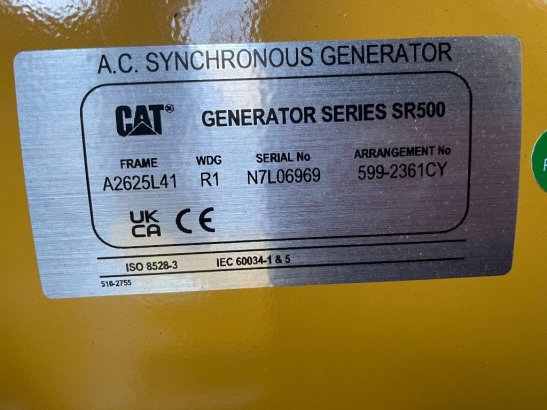 A.C. SYNCHRONOUS GENERATOR
CAT® GENERATOR SERIES SR500
FRAME WDG SERIAL No ARRANGEMENT No
A2625L41 R1 N7L06969 599-2361CY
UK CA CE
ISO 8528-3 IEC 60034-1 & 5
518-2755